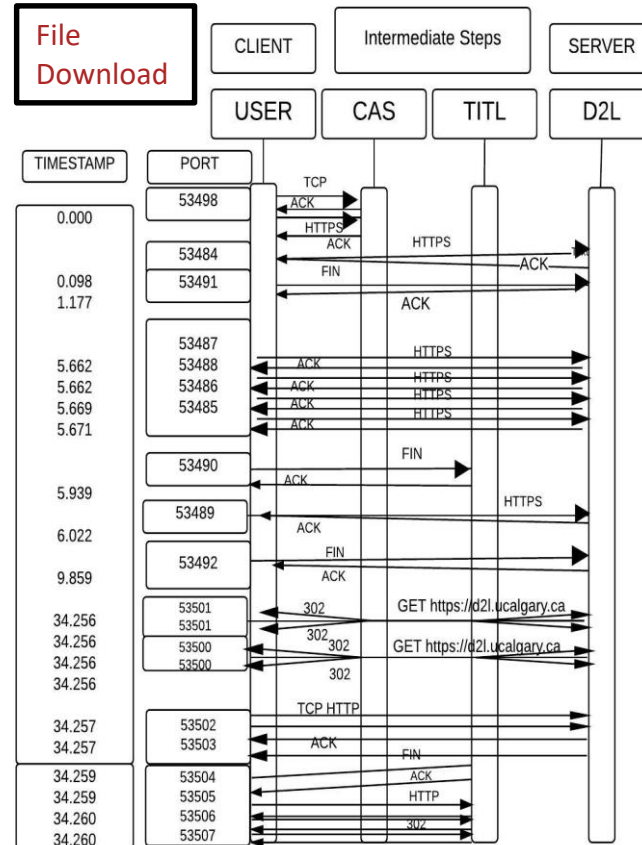 File
Download
CLIENT
Intermediate Steps
SERVER
USER
CAS
TITL
D2L
TIMESTAMP
PORT
TCP
53498
ACK
0.000
HTTPS
ACK
HTTPS
53484
ACK
FIN
0.098
53491
1.177
ACK
53487
HTTPS
5.662
53488
ACK
HTTPS
5.662
53486
ACK
HTTPS
5.669
53485
ACK
HTTPS
5.671
ACK
FIN
53490
ACK
5.939
HTTPS
53489
ACK
6.022
FIN
53492
ACK
9.859
53501
302
GET https://d2l.ucalgary.ca
34.256
53501
302
34.256
53500
302
GET https://d2l.ucalgary.ca
34.256
53500
302
34.256
TCP HTTP
34.257
53502
34.257
53503
ACK
FIN
34.259
53504
ACK
34.259
53505
HTTP
34.260
53506
302
34.260
53507